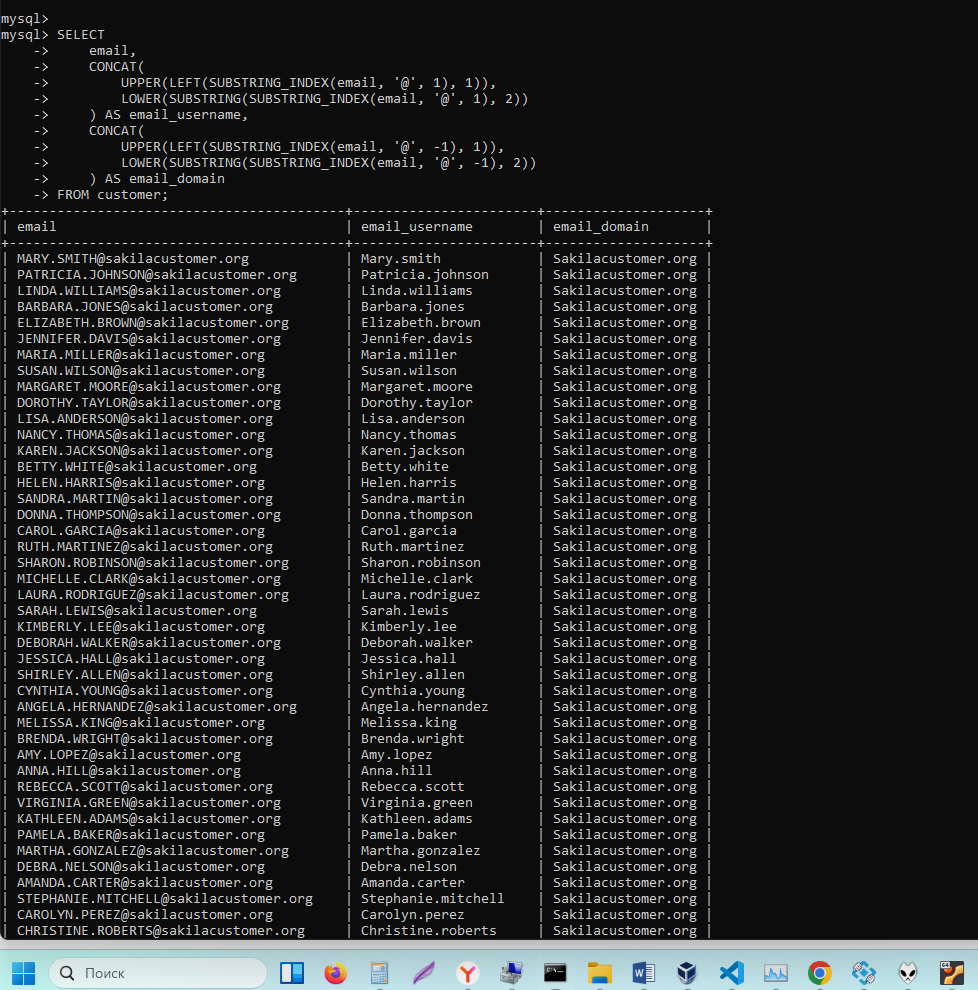 mysql>
mysql> SELECT
    ->     email,
    ->     CONCAT(
    ->         UPPER(LEFT(SUBSTRING_INDEX(email, '@', 1), 1)),
    ->         LOWER(SUBSTRING(SUBSTRING_INDEX(email, '@', 1), 2))
    ->     ) AS email_username,
    ->     CONCAT(
    ->         UPPER(LEFT(SUBSTRING_INDEX(email, '@', -1), 1)),
    ->         LOWER(SUBSTRING(SUBSTRING_INDEX(email, '@', -1), 2))
    ->     ) AS email_domain
    -> FROM customer;
+------------------------------------------+------------------------+--------------------+
| email | email_username | email_domain |
+------------------------------------------+------------------------+--------------------+
| MARY.SMITH@sakilacustomer.org | Mary.smith | Sakilacustomer.org |
| PATRICIA.JOHNSON@sakilacustomer.org | Patricia.johnson | Sakilacustomer.org |
| LINDA.WILLIAMS@sakilacustomer.org | Linda.williams | Sakilacustomer.org |
| BARBARA.JONES@sakilacustomer.org | Barbara.jones | Sakilacustomer.org |
| ELIZABETH.BROWN@sakilacustomer.org | Elizabeth.brown | Sakilacustomer.org |
| JENNIFER.DAVIS@sakilacustomer.org | Jennifer.davis | Sakilacustomer.org |
| MARIA.MILLER@sakilacustomer.org | Maria.miller | Sakilacustomer.org |
| SUSAN.WILSON@sakilacustomer.org | Susan.wilson | Sakilacustomer.org |
| MARGARET.MOORE@sakilacustomer.org | Margaret.moore | Sakilacustomer.org |
| DOROTHY.TAYLOR@sakilacustomer.org | Dorothy.taylor | Sakilacustomer.org |
| LISA.ANDERSON@sakilacustomer.org | Lisa.anderson | Sakilacustomer.org |
| NANCY.THOMAS@sakilacustomer.org | Nancy.thomas | Sakilacustomer.org |
| KAREN.JACKSON@sakilacustomer.org | Karen.jackson | Sakilacustomer.org |
| BETTY.WHITE@sakilacustomer.org | Betty.white | Sakilacustomer.org |
| HELEN.HARRIS@sakilacustomer.org | Helen.harris | Sakilacustomer.org |
| SANDRA.MARTIN@sakilacustomer.org | Sandra.martin | Sakilacustomer.org |
| DONNA.THOMPSON@sakilacustomer.org | Donna.thompson | Sakilacustomer.org |
| CAROL.GARCIA@sakilacustomer.org | Carol.garcia | Sakilacustomer.org |
| RUTH.MARTINEZ@sakilacustomer.org | Ruth.martinez | Sakilacustomer.org |
| SHARON.ROBINSON@sakilacustomer.org | Sharon.robinson | Sakilacustomer.org |
| MICHELLE.CLARK@sakilacustomer.org | Michelle.clark | Sakilacustomer.org |
| LAURA.RODRIGUEZ@sakilacustomer.org | Laura.rodriguez | Sakilacustomer.org |
| SARAH.LEWIS@sakilacustomer.org | Sarah.lewis | Sakilacustomer.org |
| KIMBERLY.LEE@sakilacustomer.org | Kimberly.lee | Sakilacustomer.org |
| DEBORAH.WALKER@sakilacustomer.org | Deborah.walker | Sakilacustomer.org |
| JESSICA.HALL@sakilacustomer.org | Jessica.hall | Sakilacustomer.org |
| SHIRLEY.ALLEN@sakilacustomer.org | Shirley.allen | Sakilacustomer.org |
| CYNTHIA.YOUNG@sakilacustomer.org | Cynthia.young | Sakilacustomer.org |
| ANGELA.HERNANDEZ@sakilacustomer.org | Angela.hernandez | Sakilacustomer.org |
| MELISSA.KING@sakilacustomer.org | Melissa.king | Sakilacustomer.org |
| BRENDA.WRIGHT@sakilacustomer.org | Brenda.wright | Sakilacustomer.org |
| AMY.LOPEZ@sakilacustomer.org | Amy.lopez | Sakilacustomer.org |
| ANNA.HILL@sakilacustomer.org | Anna.hill | Sakilacustomer.org |
| REBECCA.SCOTT@sakilacustomer.org | Rebecca.scott | Sakilacustomer.org |
| VIRGINIA.GREEN@sakilacustomer.org | Virginia.green | Sakilacustomer.org |
| KATHLEEN.ADAMS@sakilacustomer.org | Kathleen.adams | Sakilacustomer.org |
| PAMELA.BAKER@sakilacustomer.org | Pamela.baker | Sakilacustomer.org |
| MARTHA.GONZALEZ@sakilacustomer.org | Martha.gonzalez | Sakilacustomer.org |
| DEBRA.NELSON@sakilacustomer.org | Debra.nelson | Sakilacustomer.org |
| AMANDA.CARTER@sakilacustomer.org | Amanda.carter | Sakilacustomer.org |
| STEPHANIE.MITCHELL@sakilacustomer.org | Stephanie.mitchell | Sakilacustomer.org |
| CAROLYN.PEREZ@sakilacustomer.org | Carolyn.perez | Sakilacustomer.org |
| CHRISTINE.ROBERTS@sakilacustomer.org | Christine.roberts | Sakilacustomer.org |
Поиск